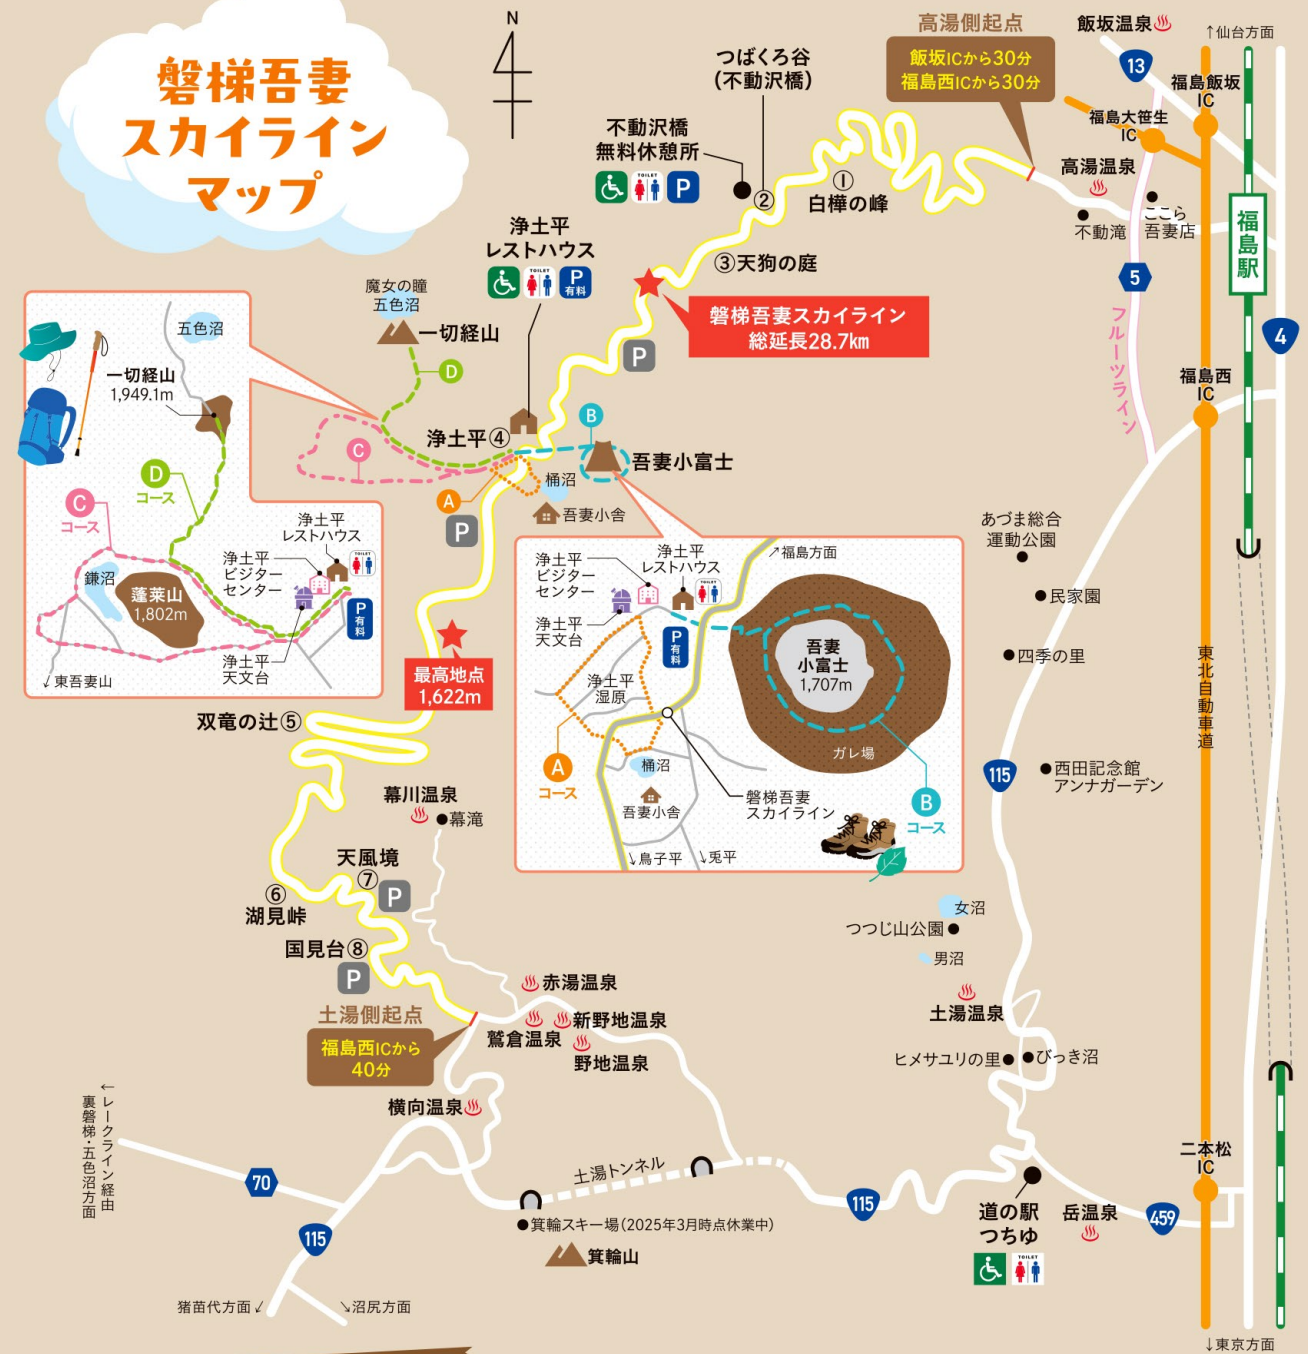 磐梯吾妻
スカイライン
マップ
N
高湯側起点
飯坂ICから30分
福島西ICから30分
飯坂温泉
↑仙台方面
13
福島飯坂
IC
福島大笹生
IC
高湯温泉
不動滝
ここら
吾妻店
福島駅
5
フルーツライン
4
福島西
IC
つばくろ谷
(不動沢橋)
不動沢橋
無料休憩所
TOILET
P
②
①
白樺の峰
③天狗の庭
浄土平
レストハウス
TOILET
P
有料
磐梯吾妻スカイライン
総延長28.7km
P
魔女の瞳
五色沼
一切経山
D
C
浄土平④
B
吾妻小富士
A
桶沼
吾妻小舎
P
五色沼
一切経山
1,949.1m
D
コース
C
コース
浄土平
レストハウス
TOILET
浄土平
ビジター
センター
鎌沼
蓬莱山
1,802m
P
有料
浄土平
天文台
↙東吾妻山
最高地点
1,622m
↗福島方面
浄土平
ビジター
センター
浄土平
レストハウス
TOILET
浄土平
天文台
P
有料
浄土平
湿原
吾妻
小富士
1,707m
ガレ場
A
コース
桶沼
吾妻小舎
磐梯吾妻
スカイライン
B
コース
↓鳥子平
↘兎平
あづま総合
運動公園
民家園
四季の里
東北自動車道
115
西田記念館
アンナガーデン
双竜の辻⑤
幕川温泉
幕滝
天風境
⑦
P
⑥
湖見峠
国見台⑧
P
女沼
つつじ山公園
男沼
土湯温泉
ヒメサユリの里
びっき沼
土湯側起点
福島西ICから
40分
赤湯温泉
新野地温泉
鷲倉温泉
野地温泉
横向温泉
←レークライン経由
裏磐梯・五色沼方面
70
115
土湯トンネル
箕輪スキー場(2025年3月時点休業中)
箕輪山
115
道の駅
つちゆ
TOILET
岳温泉
459
二本松
IC
猪苗代方面↙
↘沼尻方面
↓東京方面